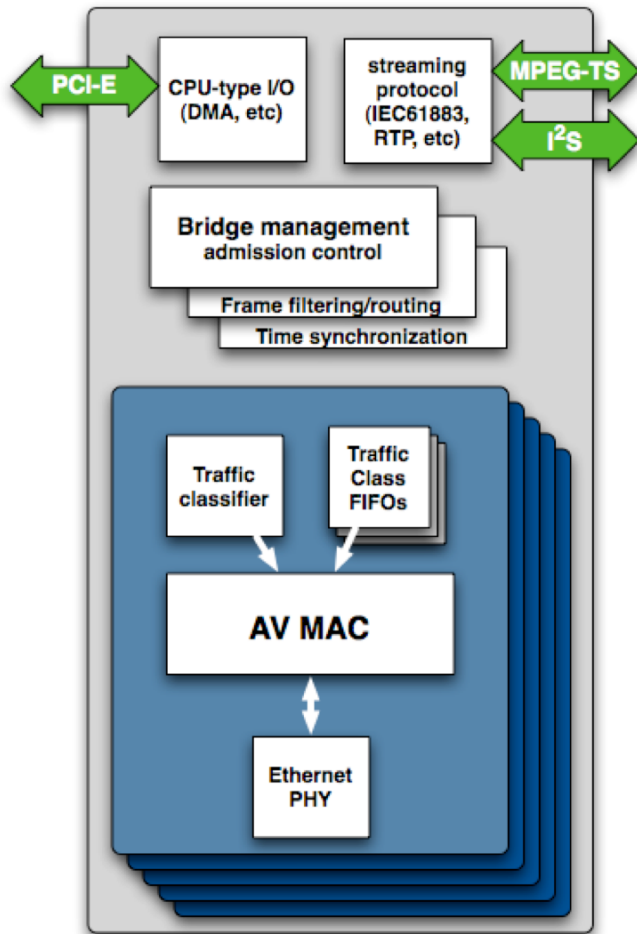 PCI-E
CPU-type I/O
(DMA, etc)
streaming
protocol
(IEC61883,
RTP, etc)
MPEG-TS
I²S
Bridge management
admission control
Frame filtering/routing
Time synchronization
Traffic
classifier
Traffic
Class
FIFOs
AV MAC
Ethernet
PHY